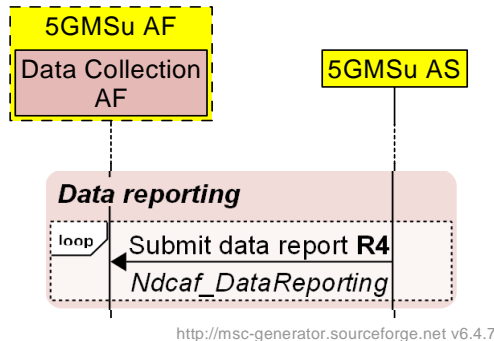 5GMSu AF
Data Collection
AF
5GMSu AS
Data reporting
loop
Submit data report R4
Ndcaf_DataReporting
http://msc-generator.sourceforge.net v6.4.7